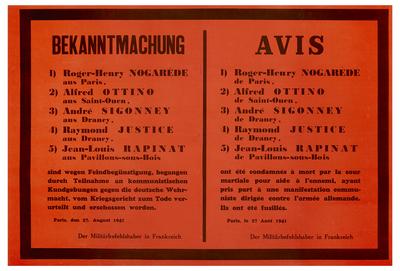 BEKANNTMACHUNG
1) Roger-Henry NOGARÈDE
aus Paris,
2) Alfred OTTINO
aus Saint-Ouen,
3) André SIGONNEY
aus Drancy,
4) Raymond JUSTICE
aus Drancy,
5) Jean-Louis RAPINAT
aus Pavillons-sous-Bois
sind wegen Feindbegünstigung, begangen
durch Teilnahme an kommunistischen
Kundgebungen gegen die deutsche Wehr-
macht, vom Kriegsgericht zum Tode ver-
urteilt und erschossen worden.
Paris, den 27. August 1941
Der Militärbefehlshaber in Frankreich
AVIS
1) Roger-Henry NOGARÈDE
de Paris,
2) Alfred OTTINO
de Saint-Ouen,
3) André SIGONNEY
de Drancy,
4) Raymond JUSTICE
de Drancy,
5) Jean-Louis RAPINAT
de Pavillons-sous-Bois
ont été condamnés à mort par la cour
martiale pour aide à l'ennemi, ayant
pris part à une manifestation commu-
niste dirigée contre l'armée allemande.
Ils ont été fusillés.
Paris, le 27 Août 1941
Der Militärbefehlshaber in Frankreich